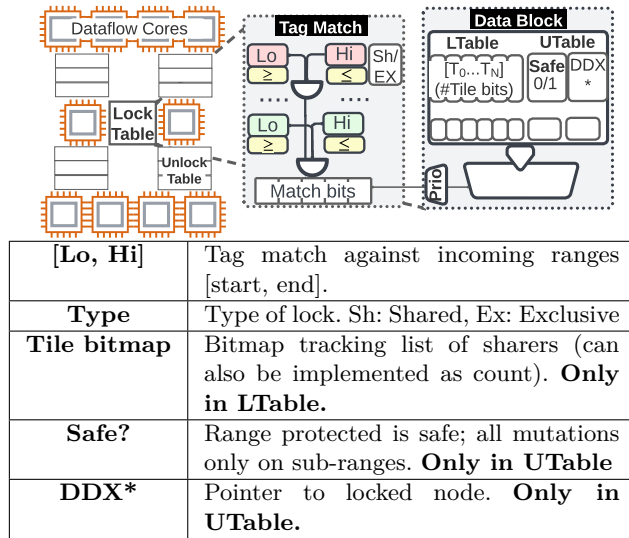 Dataflow Cores
Lock
Table
Unlock
Table
Tag Match
Lo
Hi
Sh/
EX
≥
≤
.....
....
Lo
Hi
≥
≤
Match bits
Prio
Data Block
LTable
UTable
[T0...TN]
(#Tile bits)
Safe
0/1
DDX
*
[Lo, Hi]
Tag match against incoming ranges
[start, end].
Type
Type of lock. Sh: Shared, Ex: Exclusive
Tile bitmap
Bitmap tracking list of sharers (can
also be implemented as count). Only
in LTable.
Safe?
Range protected is safe; all mutations
only on sub-ranges. Only in UTable
DDX*
Pointer to locked node. Only in
UTable.